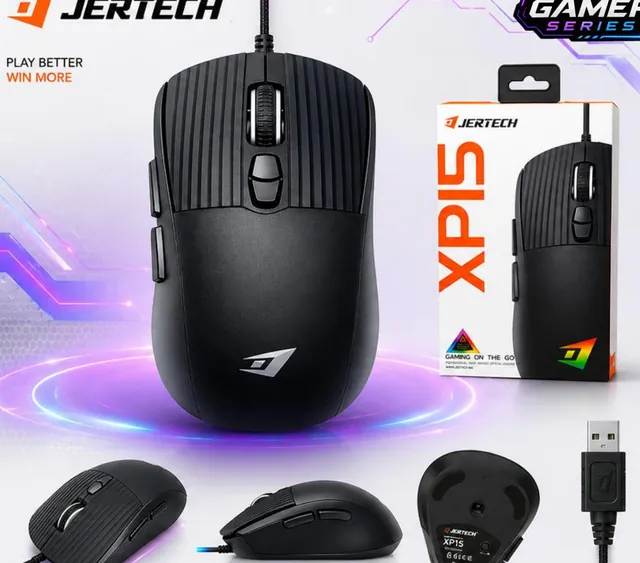 JERTECH
GAMER
SERIES
PLAY BETTER
WIN MORE
JERTECH
XP15
GAMING ON THE GO
JERTECH
XP15